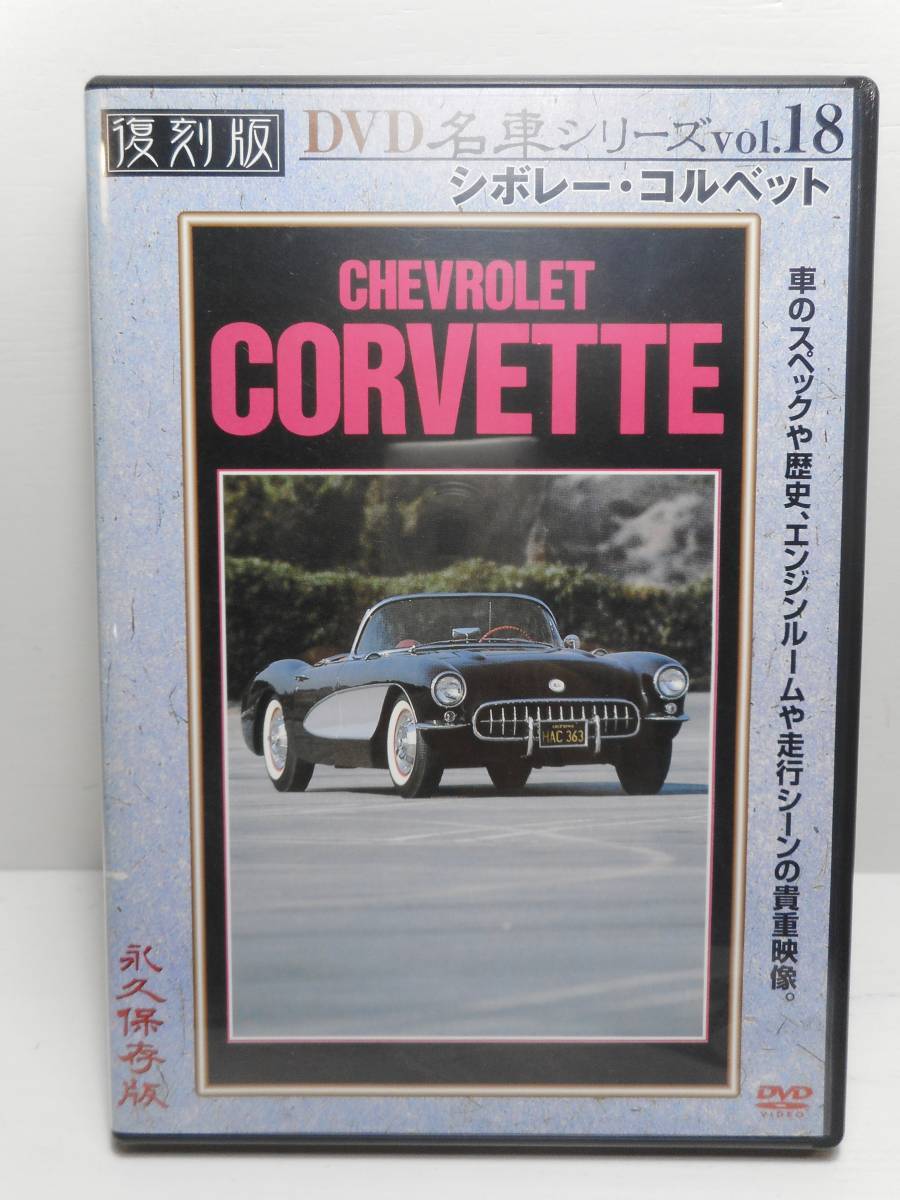 復刻版
DVD名車シリーズvol.18
シボレー・コルベット
CHEVROLET
CORVETTE
車のスペックや歴史、エンジンルームや走行シーンの貴重映像。
HAC 363
永久保存版
DVD
VIDEO